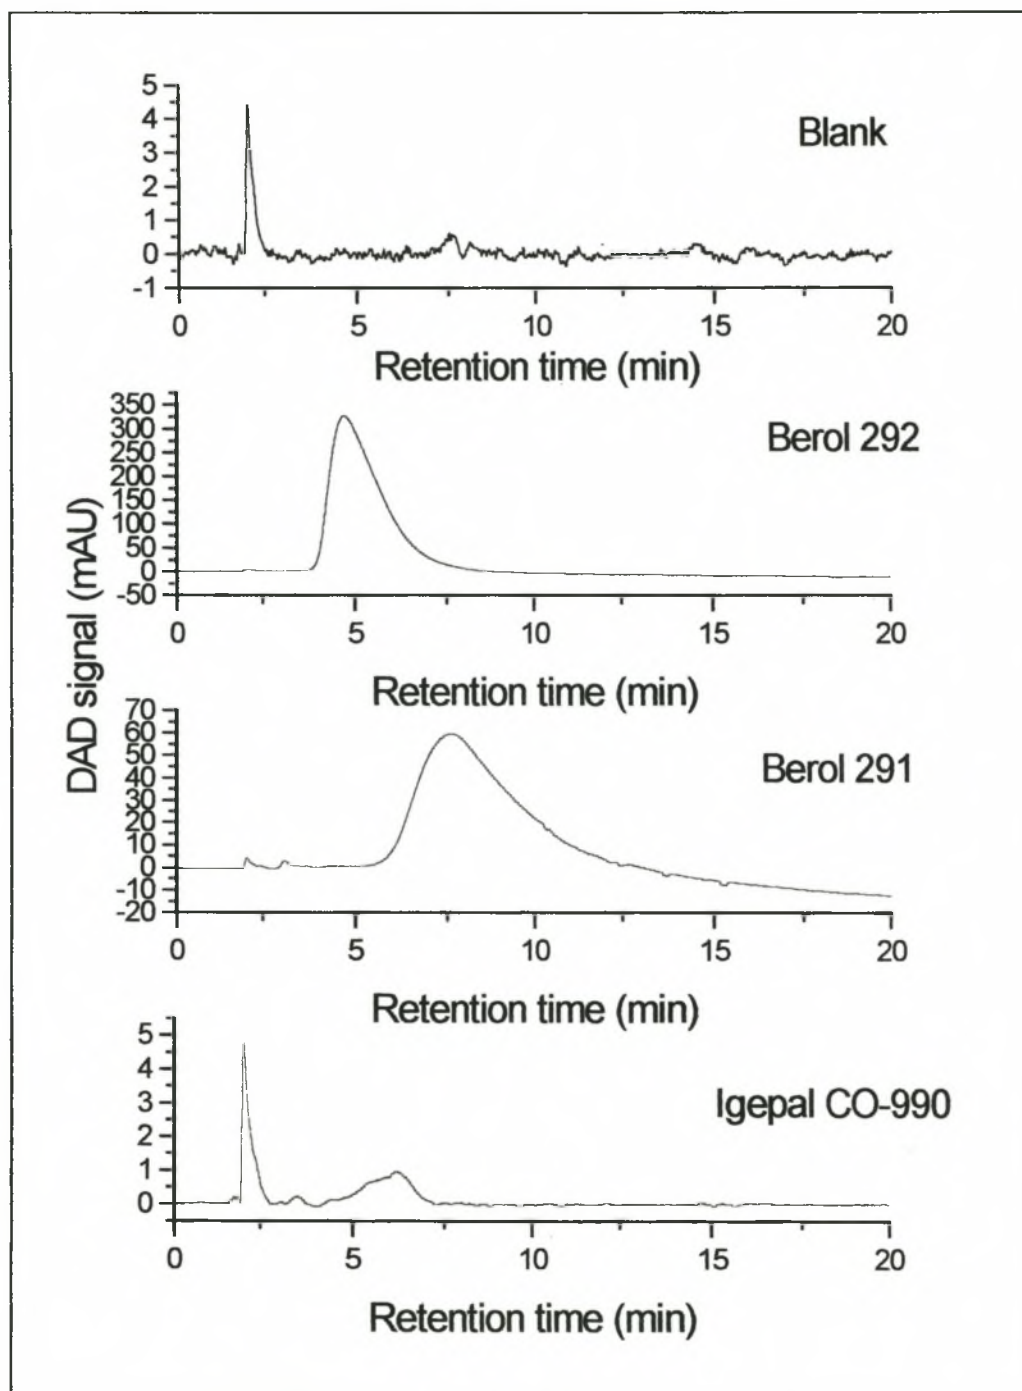 5
4
3
2
1
0
-1
Blank
0 5 10 15 20
Retention time (min)
DAD signal (mAU)
350
300
250
200
150
100
50
0
-50
Berol 292
0 5 10 15 20
Retention time (min)
70
60
50
40
30
20
10
0
-10
-20
Berol 291
0 5 10 15 20
Retention time (min)
5
4
3
2
1
0
Igepal CO-990
0 5 10 15 20
Retention time (min)